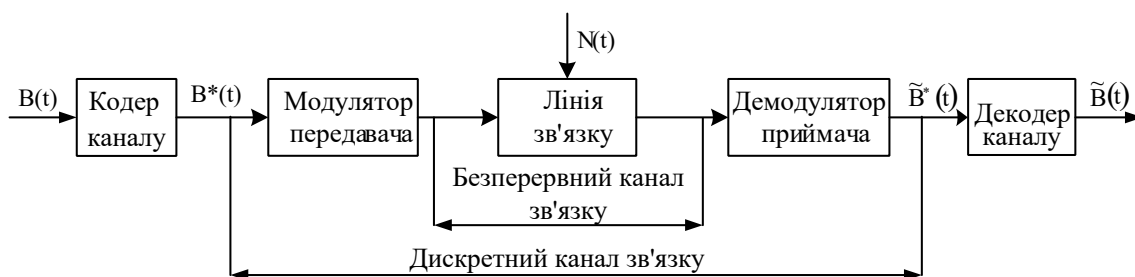 N(t)
B(t)
Кодер
каналу
B*(t)
Модулятор
передавача
Лінія
зв'язку
Демодулятор
приймача
B̃*(t)
Декодер
каналу
B̃(t)
Безперервний канал
зв'язку
Дискретний канал зв'язку